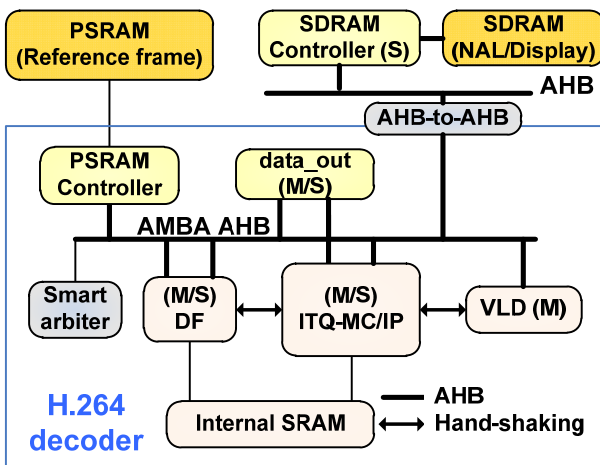 PSRAM
(Reference frame)
SDRAM
Controller (S)
SDRAM
(NAL/Display)
AHB
AHB-to-AHB
PSRAM
Controller
data_out
(M/S)
AMBA AHB
Smart
arbiter
(M/S)
DF
(M/S)
ITQ-MC/IP
VLD (M)
H.264
decoder
Internal SRAM
AHB
Hand-shaking